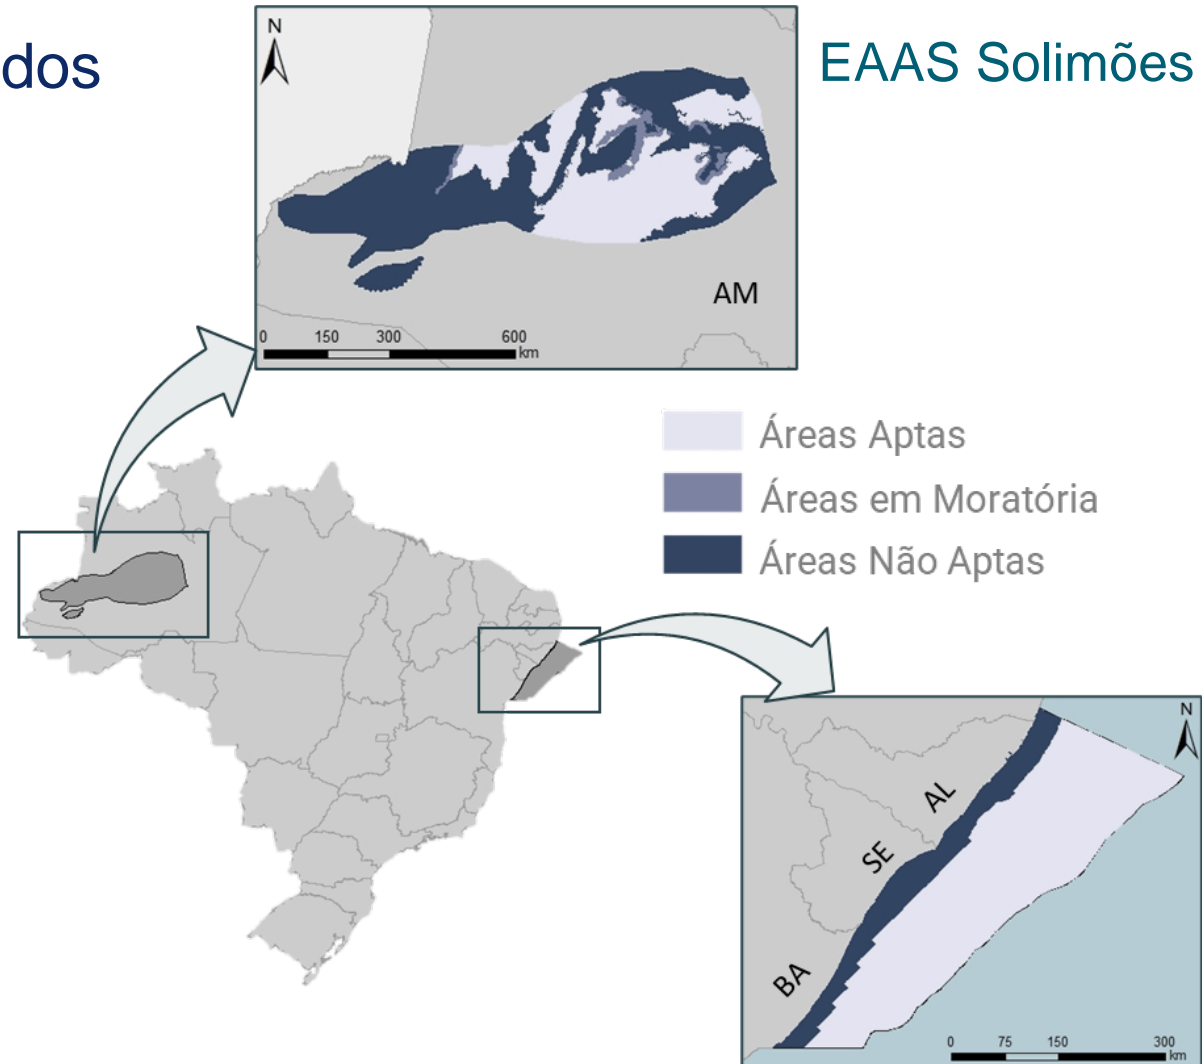 dos
EAAS Solimões
N
AM
0 150 300 600
km
Áreas Aptas
Áreas em Moratória
Áreas Não Aptas
N
AL
SE
BA
0 75 150 300
km